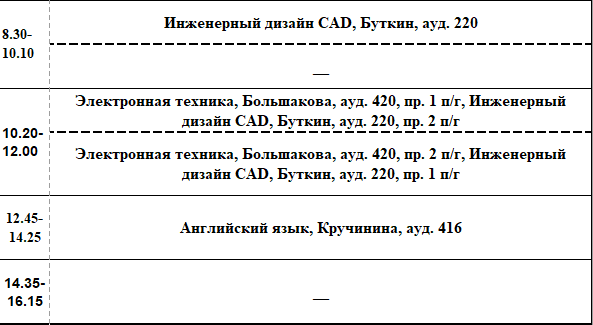 8.30-
10.10
Инженерный дизайн CAD, Буткин, ауд. 220
—
10.20-
12.00
Электронная техника, Большакова, ауд. 420, пр. 1 п/г, Инженерный
дизайн CAD, Буткин, ауд. 220, пр. 2 п/г
Электронная техника, Большакова, ауд. 420, пр. 2 п/г, Инженерный
дизайн CAD, Буткин, ауд. 220, пр. 1 п/г
12.45-
14.25
Английский язык, Кручинина, ауд. 416
14.35-
16.15
—